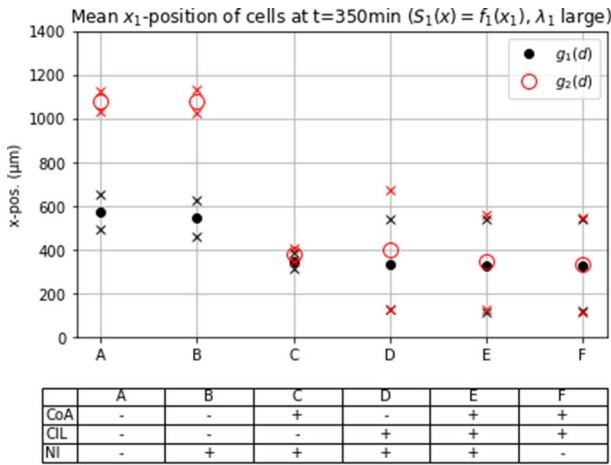 Mean x₁-position of cells at t=350min (S₁(x) = f₁(x₁), λ₁ large)
1400
1200
1000
800
600
400
200
0
x-pos. (μm)
g₁(d)
g₂(d)
A B C D E F
A B C D E F
CoA - - + - + +
CIL - - - + + +
NI - + + + + -